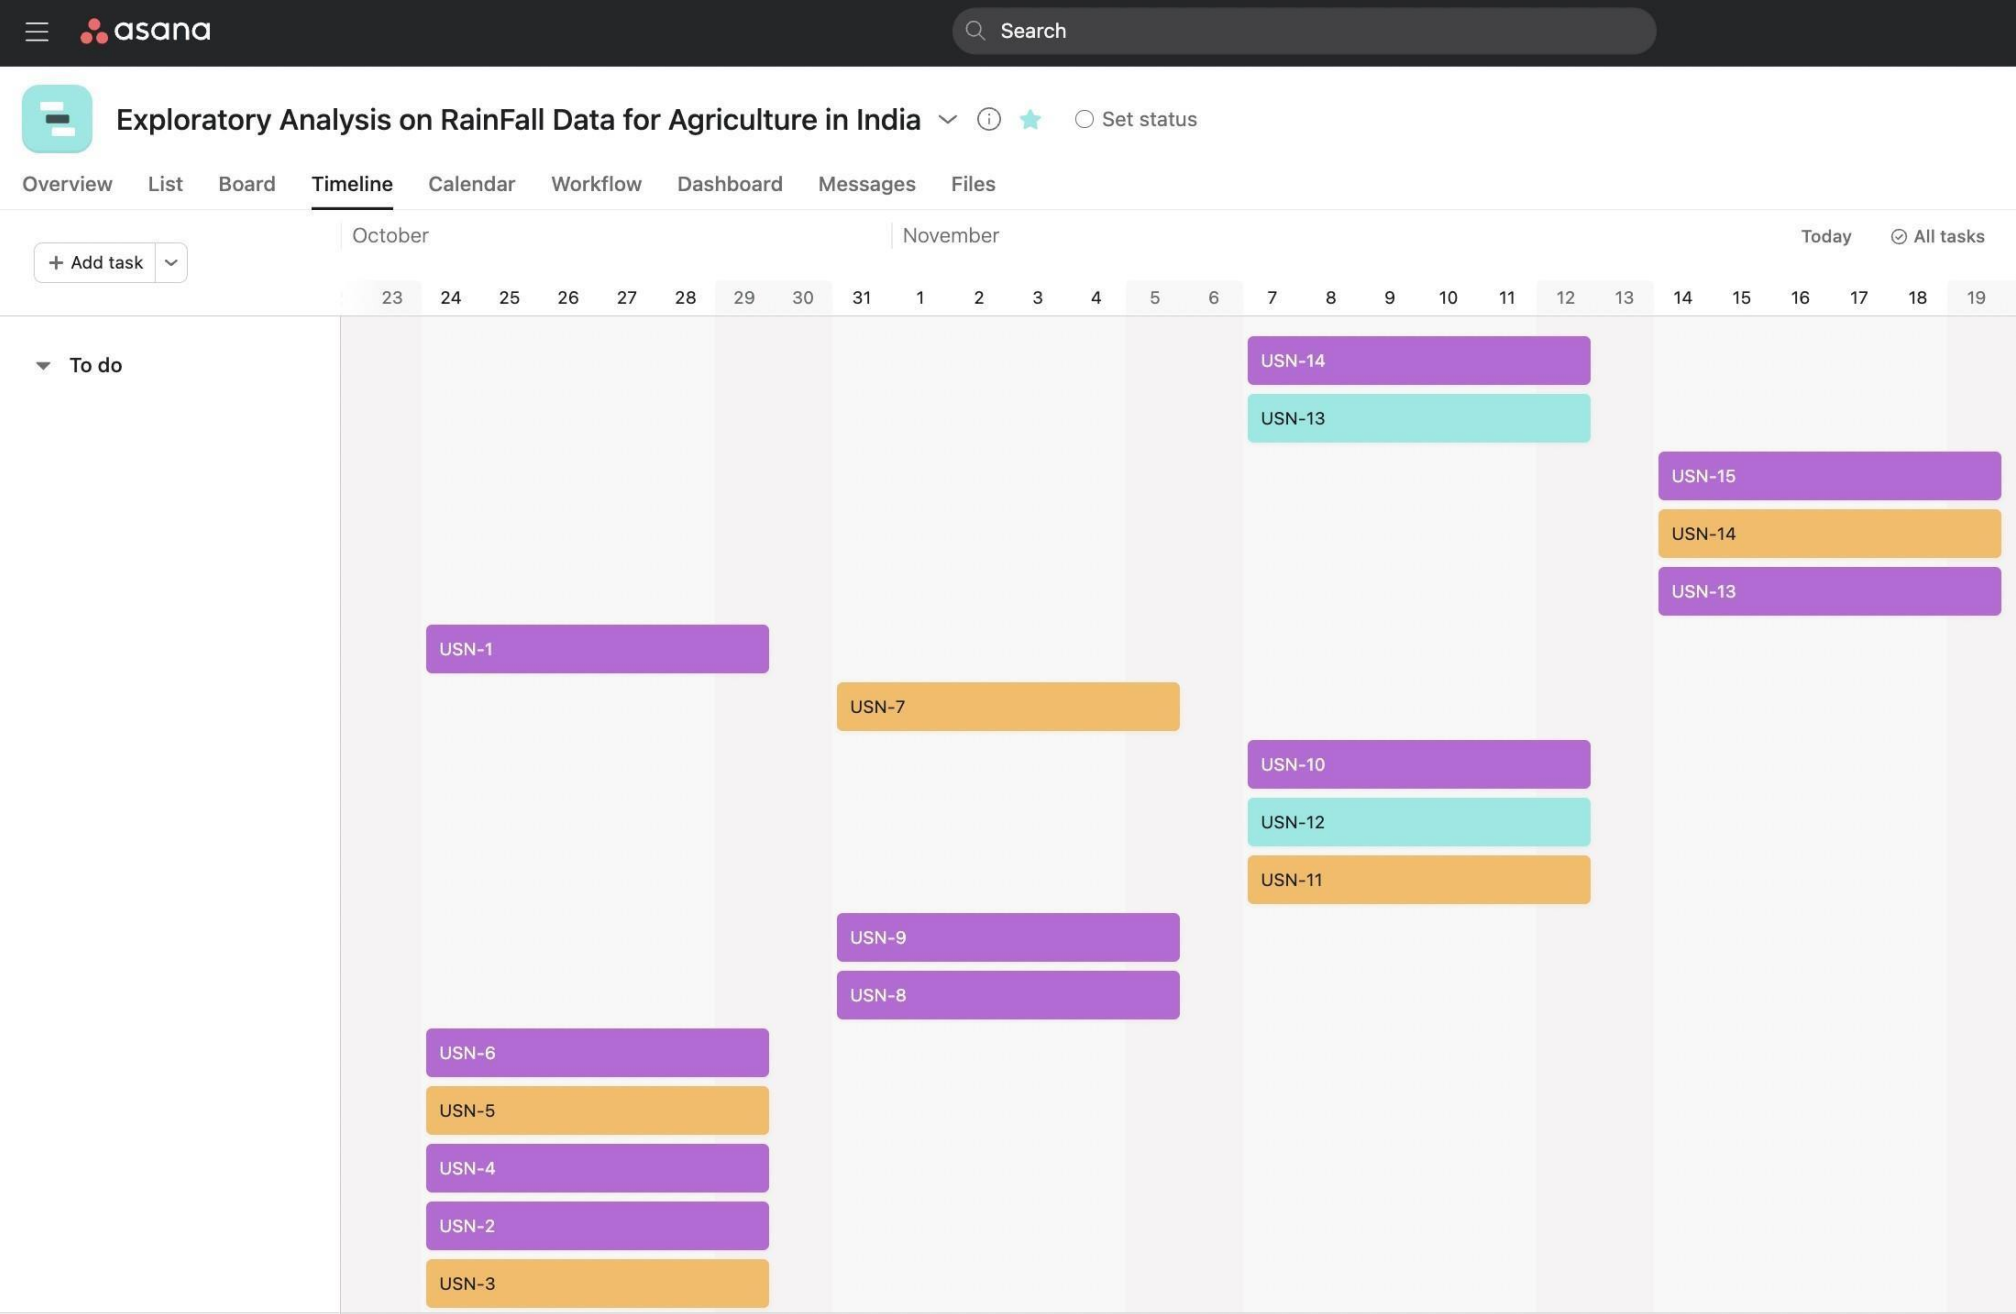 asana
Search
Exploratory Analysis on RainFall Data for Agriculture in India
Set status
Overview List Board Timeline Calendar Workflow Dashboard Messages Files
October November Today All tasks
+ Add task
23 24 25 26 27 28 29 30 31 1 2 3 4 5 6 7 8 9 10 11 12 13 14 15 16 17 18 19
To do
USN-14
USN-13
USN-15
USN-14
USN-13
USN-1
USN-7
USN-10
USN-12
USN-11
USN-9
USN-8
USN-6
USN-5
USN-4
USN-2
USN-3